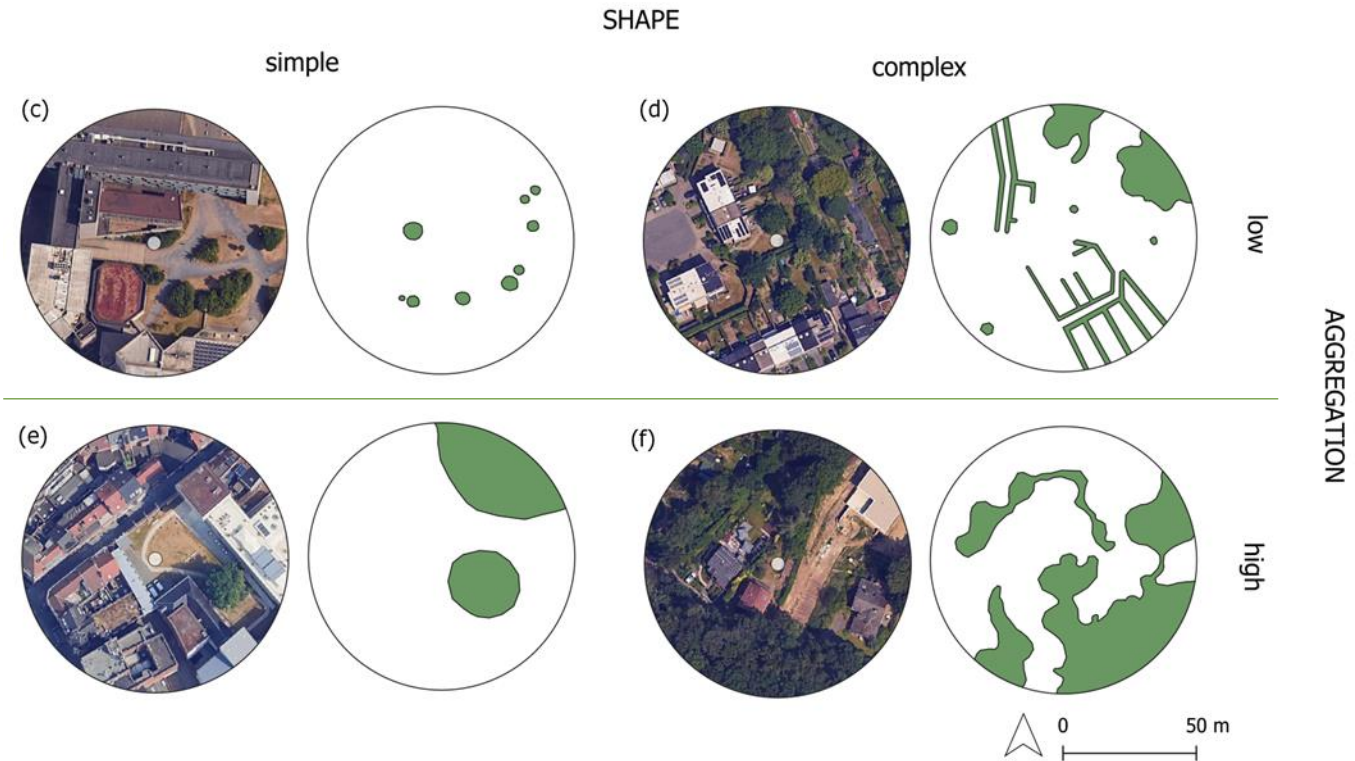 SHAPE
simple
complex
(c)
(d)
low
AGGREGATION
(e)
(f)
high
0
50 m